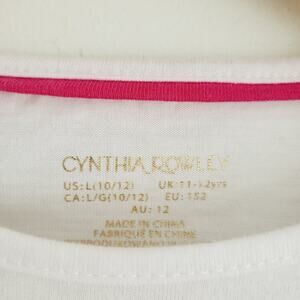 CYNTHIA ROWLEY
US:L(10/12) UK:11-12yrs
CA:L/G(10/12) EU:152
AU: 12
MADE IN CHINA
FABRIQUÉ EN CHINE